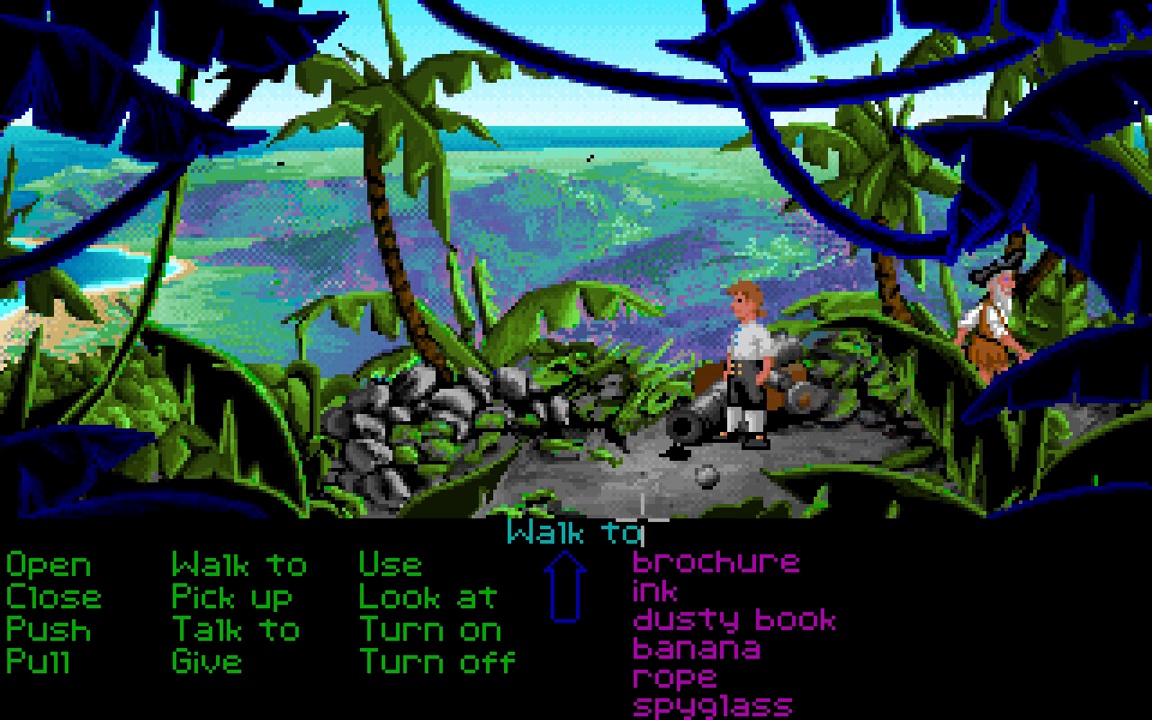 Walk to
Open Walk to Use brochure
Close Pick up Look at ink
Push Talk to Turn on dusty book
Pull Give Turn off banana
rope
spyglass